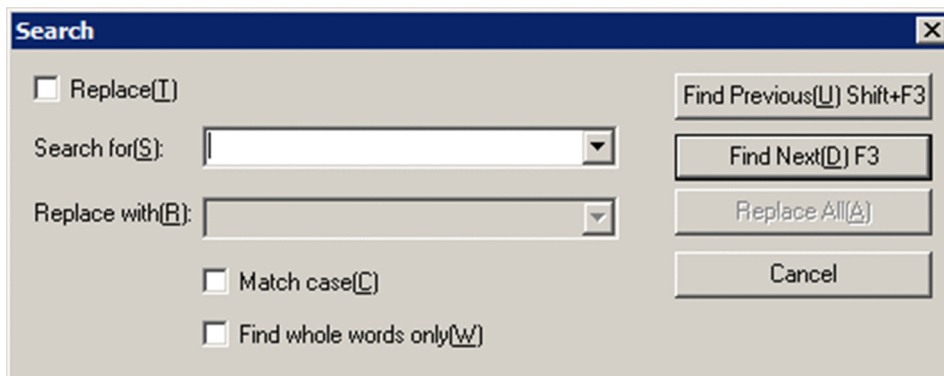 Search
Replace(T)
Find Previous(U) Shift+F3
Search for(S):
Find Next(D) F3
Replace with(R):
Replace All(A)
Match case(C)
Cancel
Find whole words only(W)